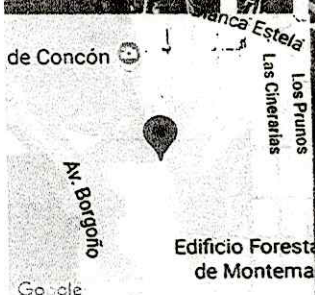 Blanca Estela
de Concón
Las Cinerarias
Los Prunos
Av. Borgoño
Edificio Foresta
de Montema
Google